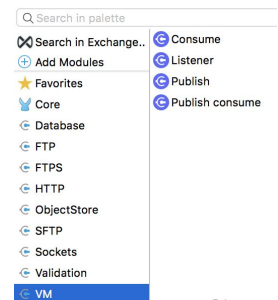 Search in palette
Search in Exchange..
Add Modules
Favorites
Core
Database
FTP
FTPS
HTTP
ObjectStore
SFTP
Sockets
Validation
VM
Consume
Listener
Publish
Publish consume